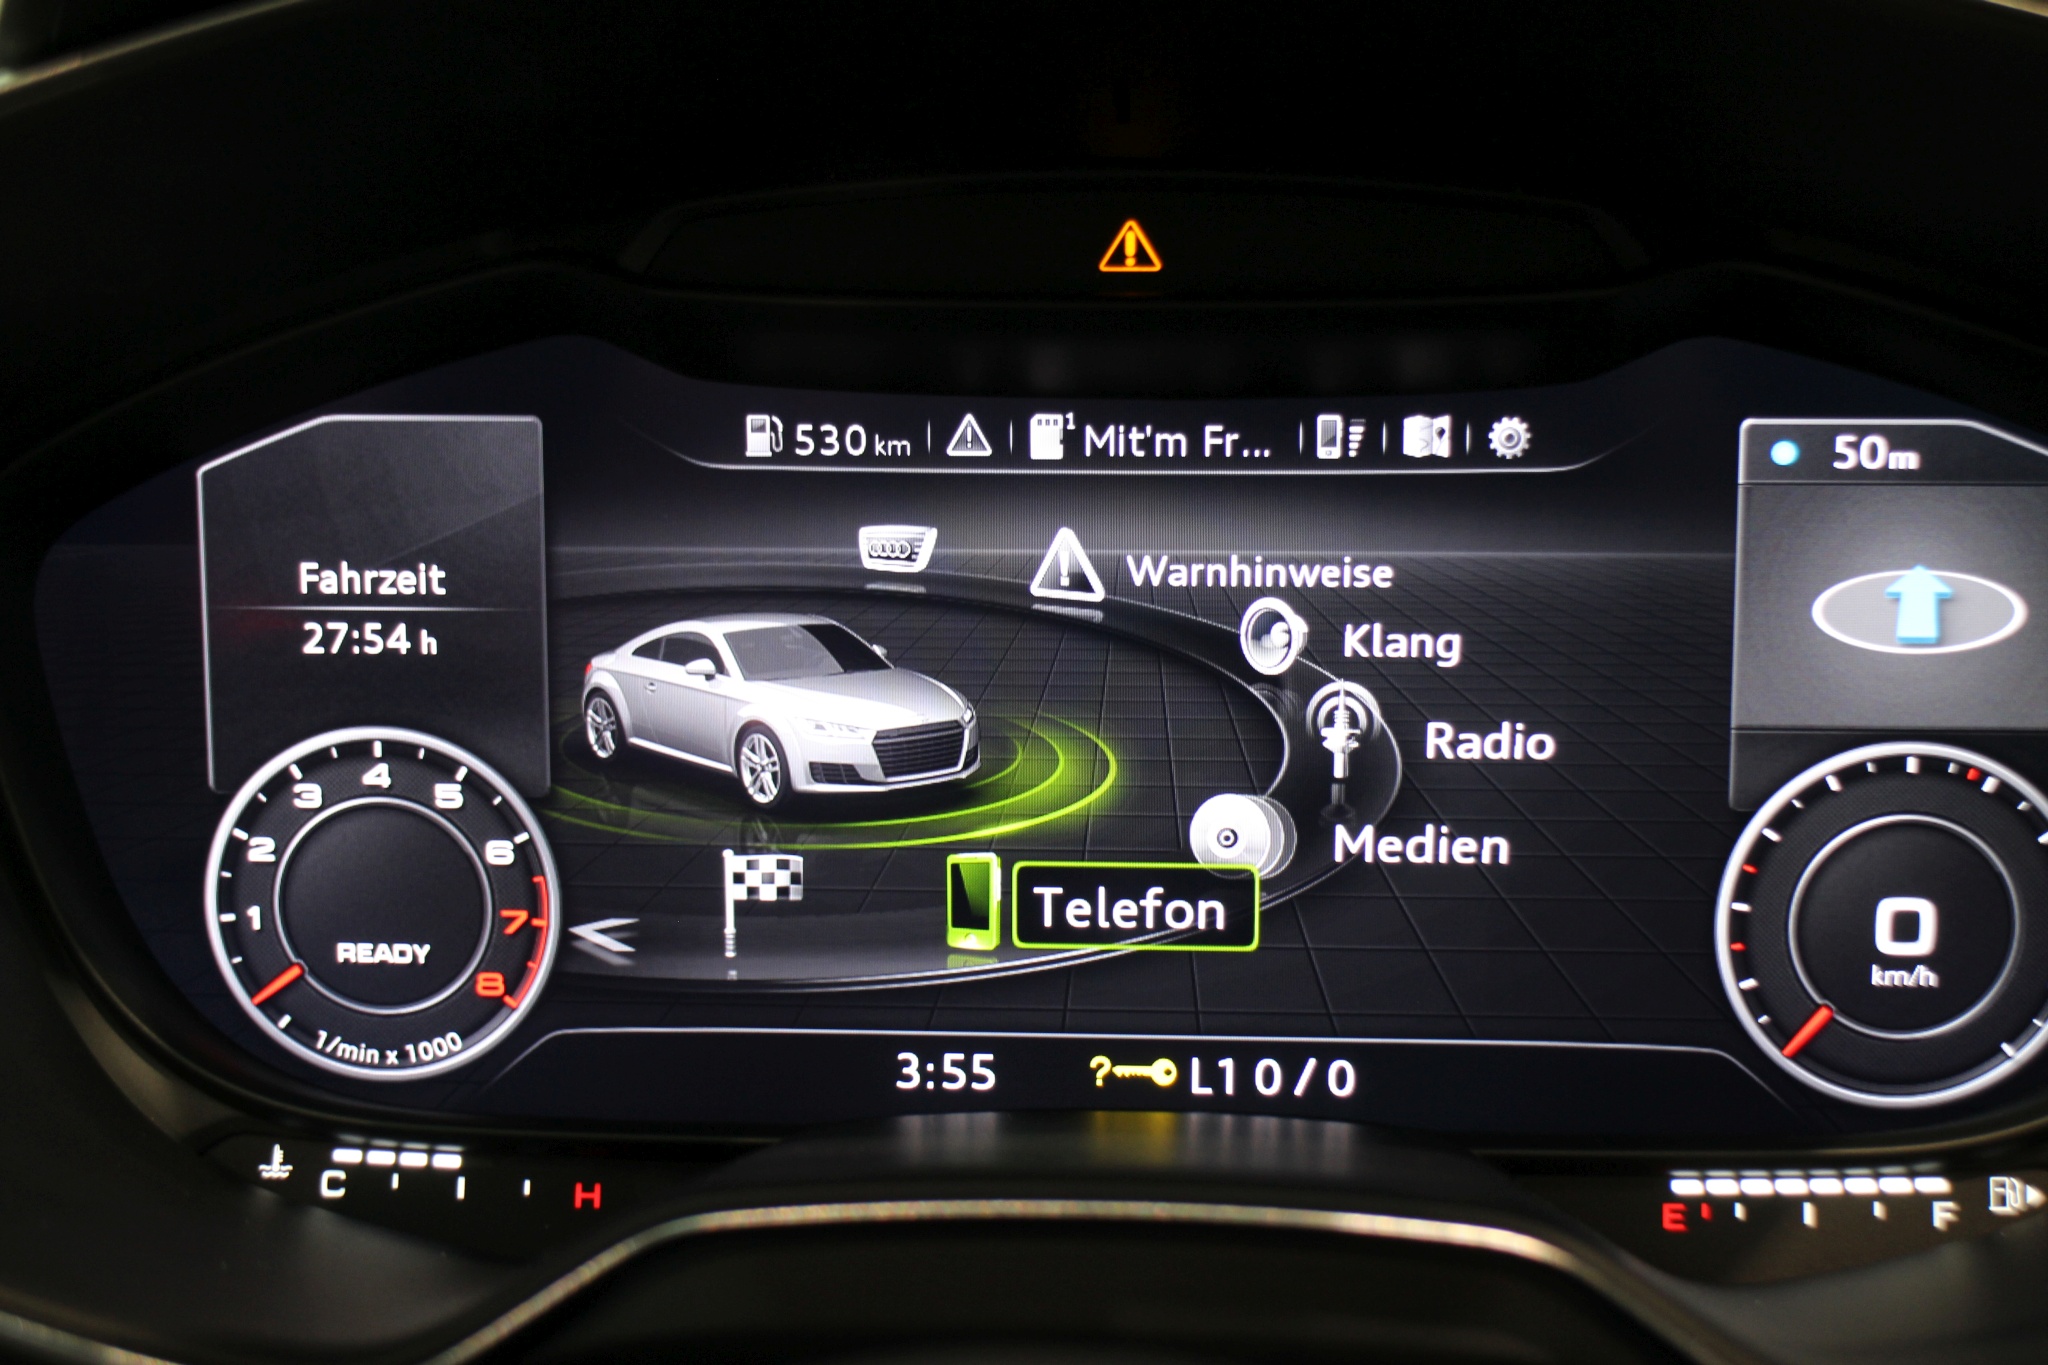 530 km
1
Mit'm Fr...
50m
Warnhinweise
Fahrzeit
27:54 h
Klang
Radio
Medien
Telefon
1
2
3
4
5
6
7
8
READY
1/min x 1000
0
km/h
3:55
? L1 0 / 0
C
H
E
F